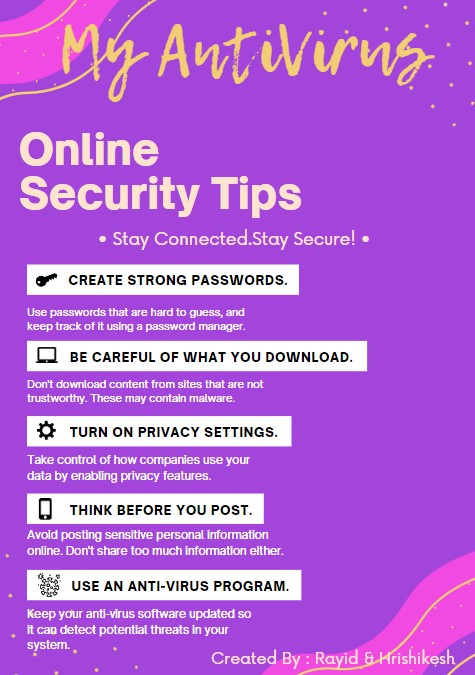 My AntiVirus
Online
Security Tips
• Stay Connected.Stay Secure! •
CREATE STRONG PASSWORDS.
Use passwords that are hard to guess, and
keep track of it using a password manager.
BE CAREFUL OF WHAT YOU DOWNLOAD.
Don't download content from sites that are not
trustworthy. These may contain malware.
TURN ON PRIVACY SETTINGS.
Take control of how companies use your
data by enabling privacy features.
THINK BEFORE YOU POST.
Avoid posting sensitive personal information
online. Don't share too much information either.
USE AN ANTI-VIRUS PROGRAM.
Keep your anti-virus software updated so
it can detect potential threats in your
system.
Created By : Rayid & Hrishikesh